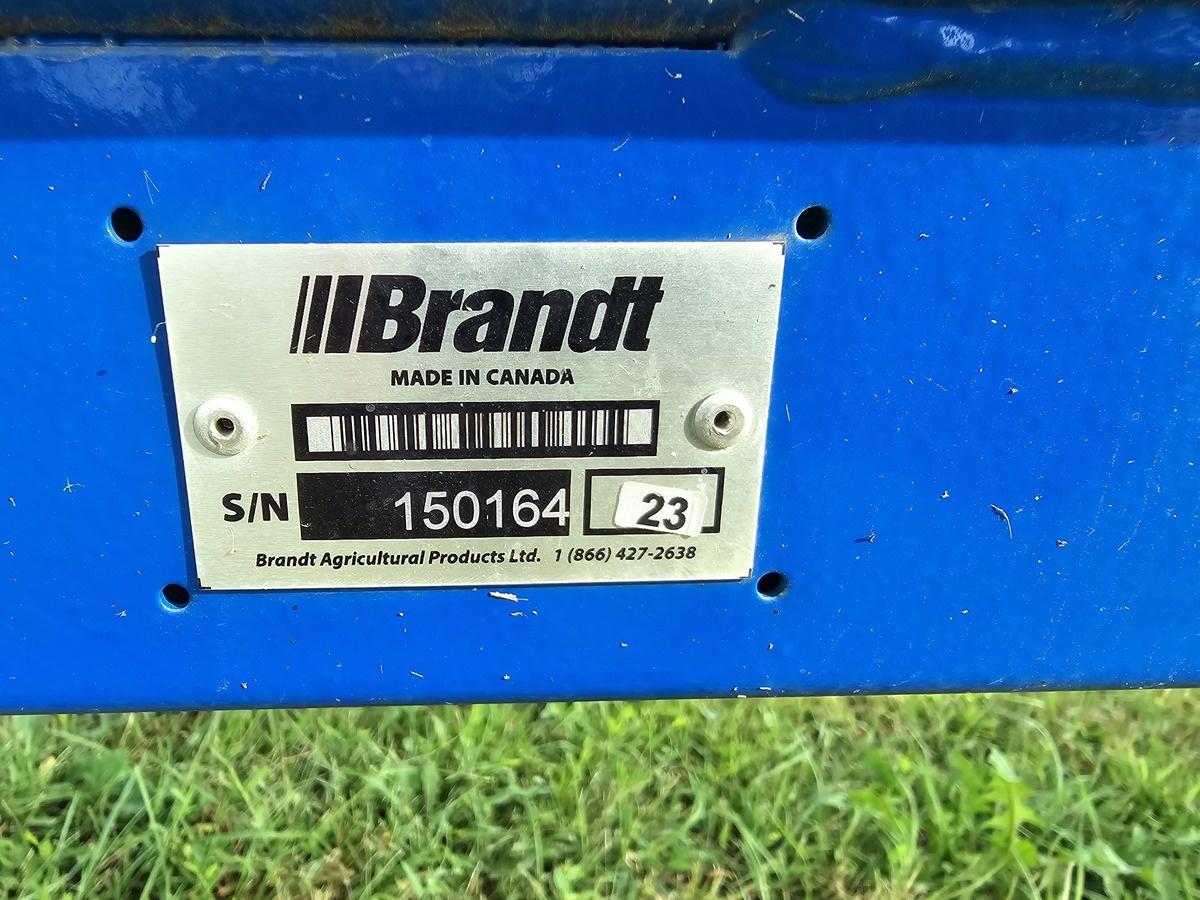 Brandt
MADE IN CANADA
S/N 150164 23
Brandt Agricultural Products Ltd. 1 (866) 427-2638